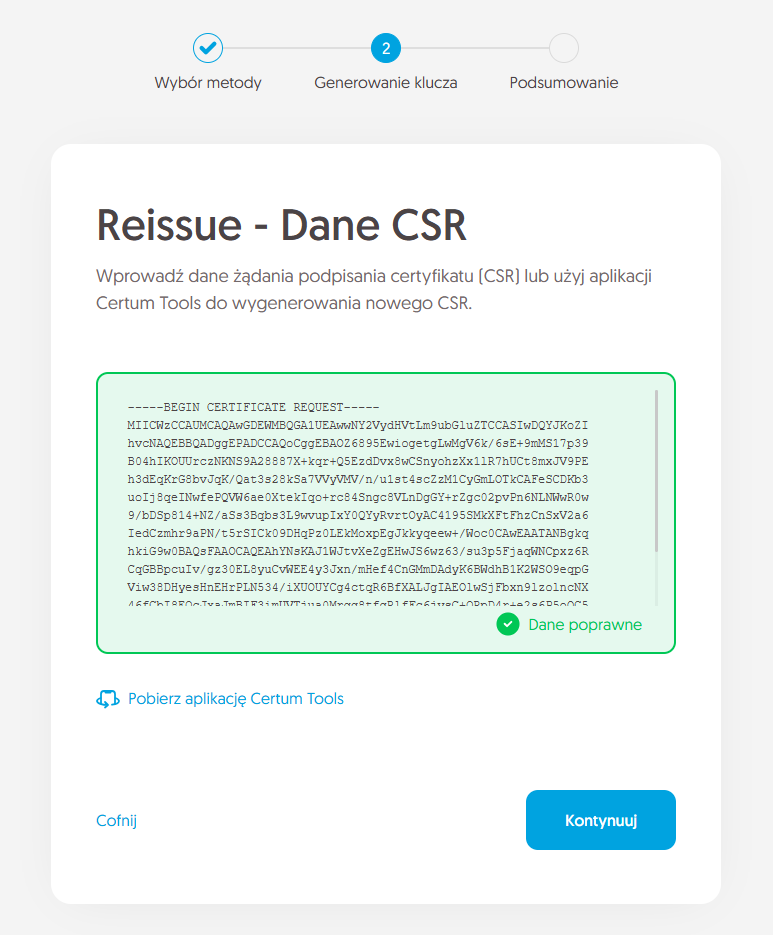 2
Wybór metody
Generowanie klucza
Podsumowanie
Reissue - Dane CSR
Wprowadź dane żądania podpisania certyfikatu (CSR) lub użyj aplikacji
Certum Tools do wygenerowania nowego CSR.
-----BEGIN CERTIFICATE REQUEST-----
MIICWzCCAUMCAQAwGDEWMBQGA1UEAwwNY2VydHVtLm9ubGluZTCCASIwDQYJKoZI
hvcNAQEBBQADggEPADCCAQoCggEBAOZ6895EwiogetgLwMgV6k/6sE+9mMS17p39
B04hIKOUUrczNKNS9A28887X+kqr+Q5EzdDvx8wCSnyohzXx1lR7hUCt8mxJV9PE
h3dEqKrG8bvJqK/Qat3s28kSa7VVyVMV/n/u1st4scZzM1CyGmLOTkCAFeSCDKb3
uoIj8qeINwfePQVW6ae0XtekIqo+rc84Sngc8VLnDgGY+rZgc02pvPn6NLNWwR0w
9/bDSp814+NZ/aSs3Bqbs3L9wvupIxY0QYyRvrtOyAC4195SMkXFtFhzCnSxV2a6
IedCzmhr9aPN/t5rSICk09DHqPz0LEkMoxpEgJkkyqeew+/Woc0CAwEAATANBgkq
hkiG9w0BAQsFAAOCAQEAhYNsKAJ1WJtvXeZgEHwJS6wz63/su3p5FjaqWNCpxz6R
CqGBBpcuIv/gz30EL8yuCvWEE4y3Jxn/mHef4CnGMmDAdyK6BWdhB1K2WSO9eqpG
Viw38DHyesHnEHrPLN534/iXUOUYCg4ctqR6BfXALJgIAEOlwSjFbxn9lzolncNX
Dane poprawne
Pobierz aplikację Certum Tools
Cofnij
Kontynuuj